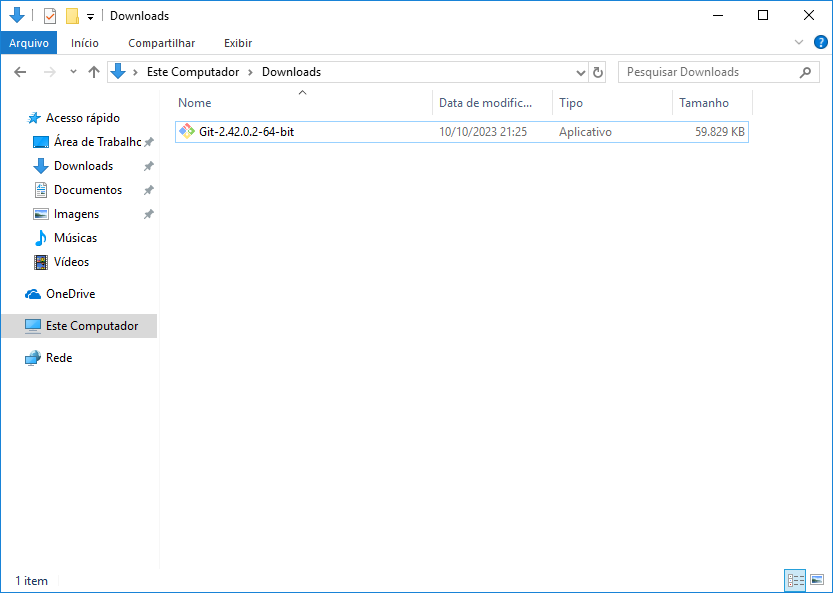 Downloads
Arquivo Início Compartilhar Exibir
Este Computador Downloads Pesquisar Downloads
Nome Data de modific... Tipo Tamanho
Git-2.42.0.2-64-bit 10/10/2023 21:25 Aplicativo 59.829 KB
Acesso rápido
Área de Trabalho
Downloads
Documentos
Imagens
Músicas
Vídeos
OneDrive
Este Computador
Rede
1 item